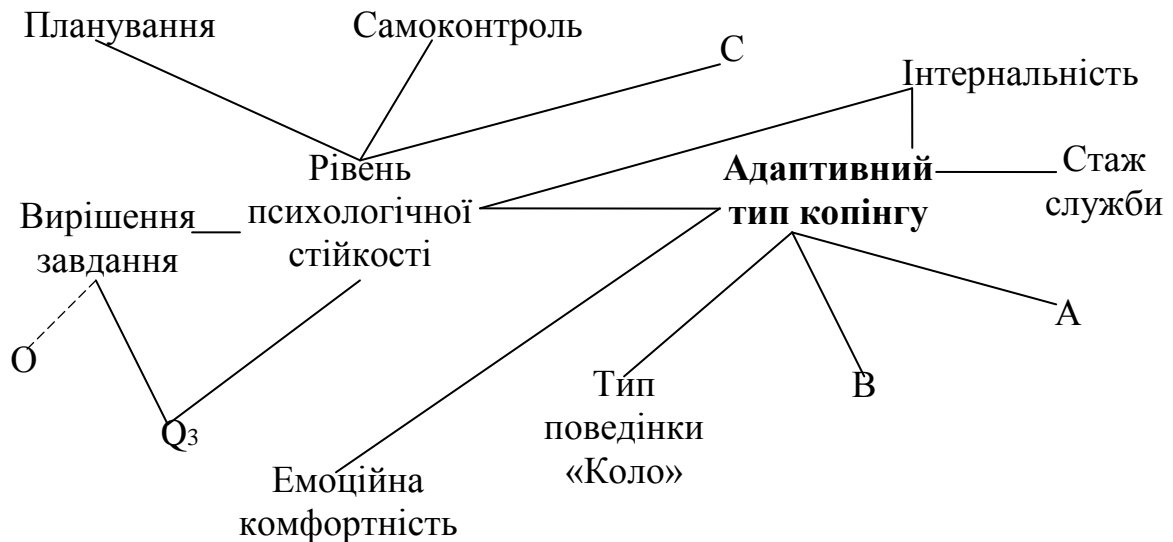 Планування
Самоконтроль
С
Інтернальність
Рівень
психологічної
стійкості
Адаптивний
тип копінгу
Стаж
служби
Вирішення
завдання
А
О
Тип
поведінки
«Коло»
В
Q3
Емоційна
комфортність